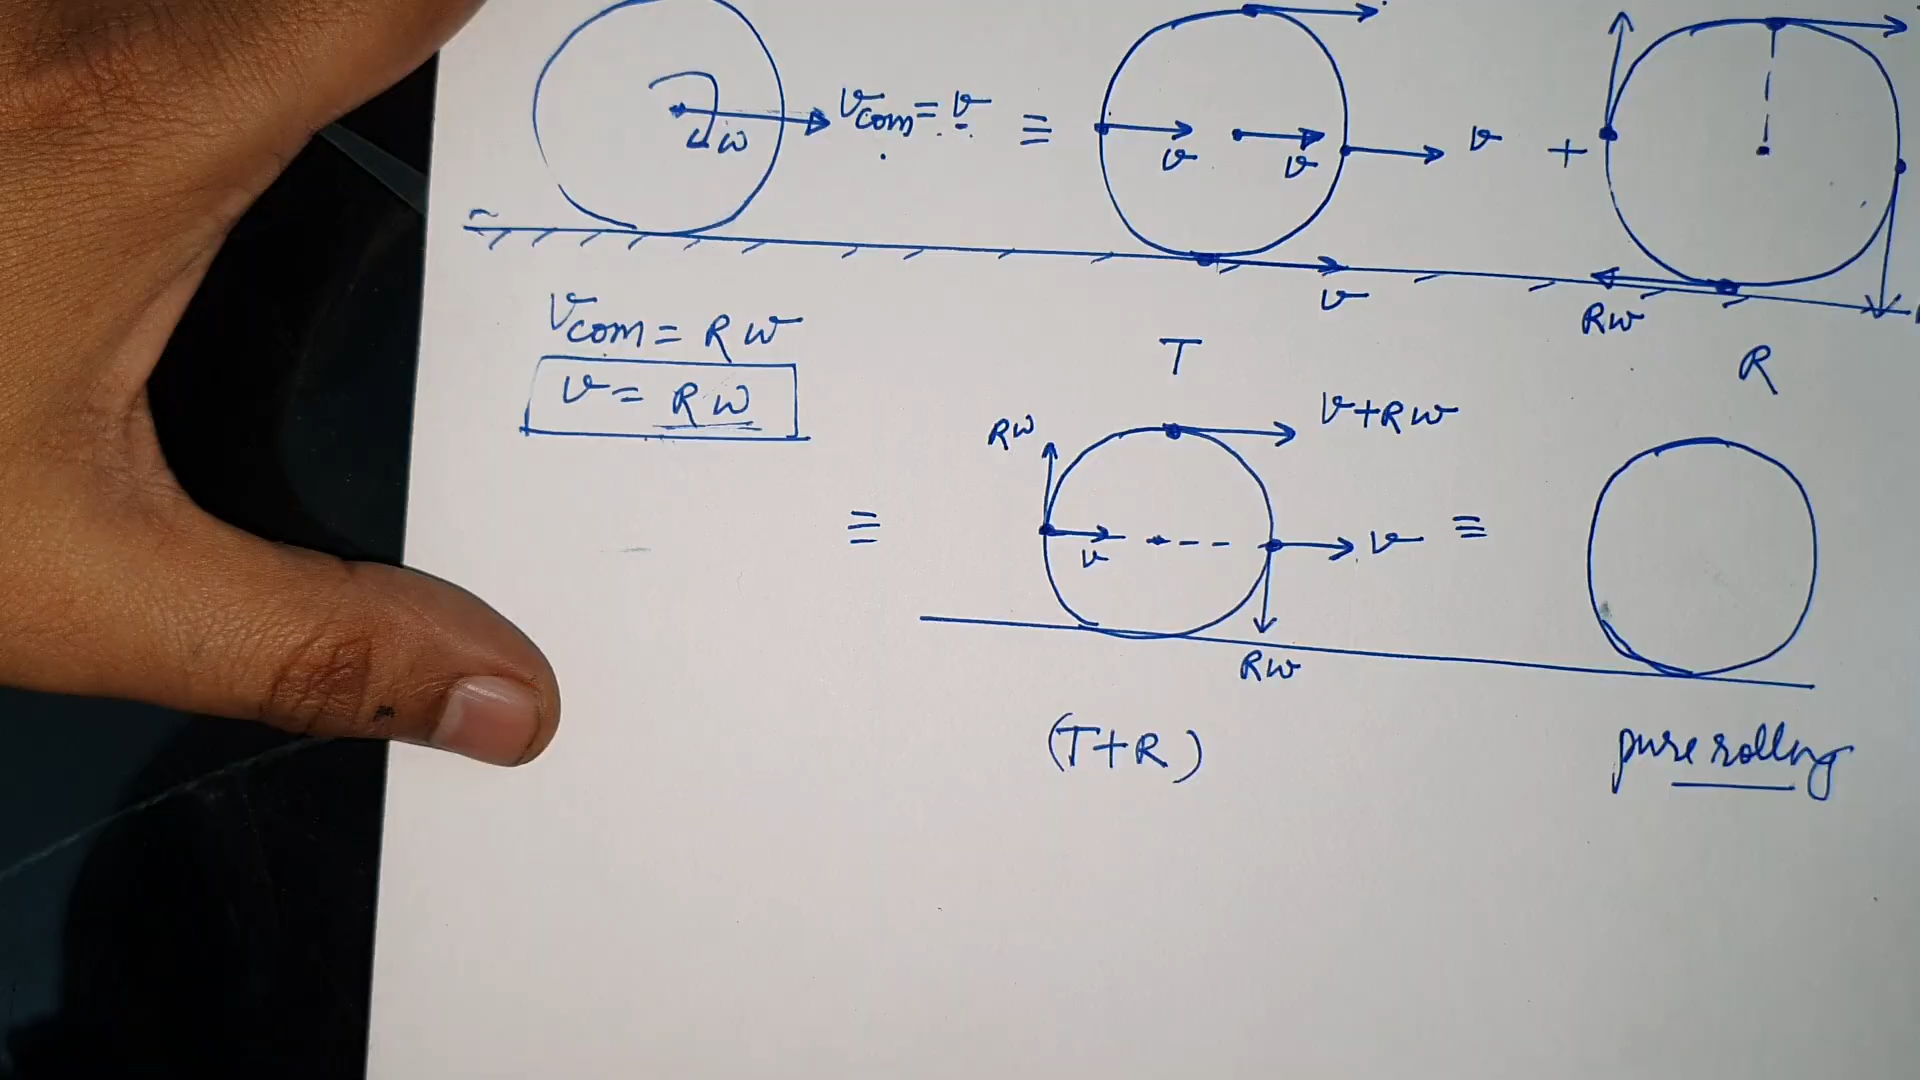 v_com = v ≡ v v v +
ω
v Rω
v_com = Rω
T R
v = Rω
v+Rω
Rω
≡ v v ≡
Rω
(T+R) pure rolling